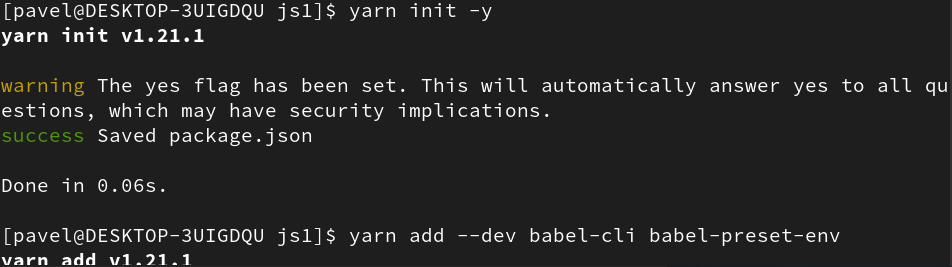 [pavel@DESKTOP-3UIGDQU js1]$ yarn init -y
yarn init v1.21.1
warning The yes flag has been set. This will automatically answer yes to all qu
estions, which may have security implications.
success Saved package.json
Done in 0.06s.
[pavel@DESKTOP-3UIGDQU js1]$ yarn add --dev babel-cli babel-preset-env
yarn add v1.21.1